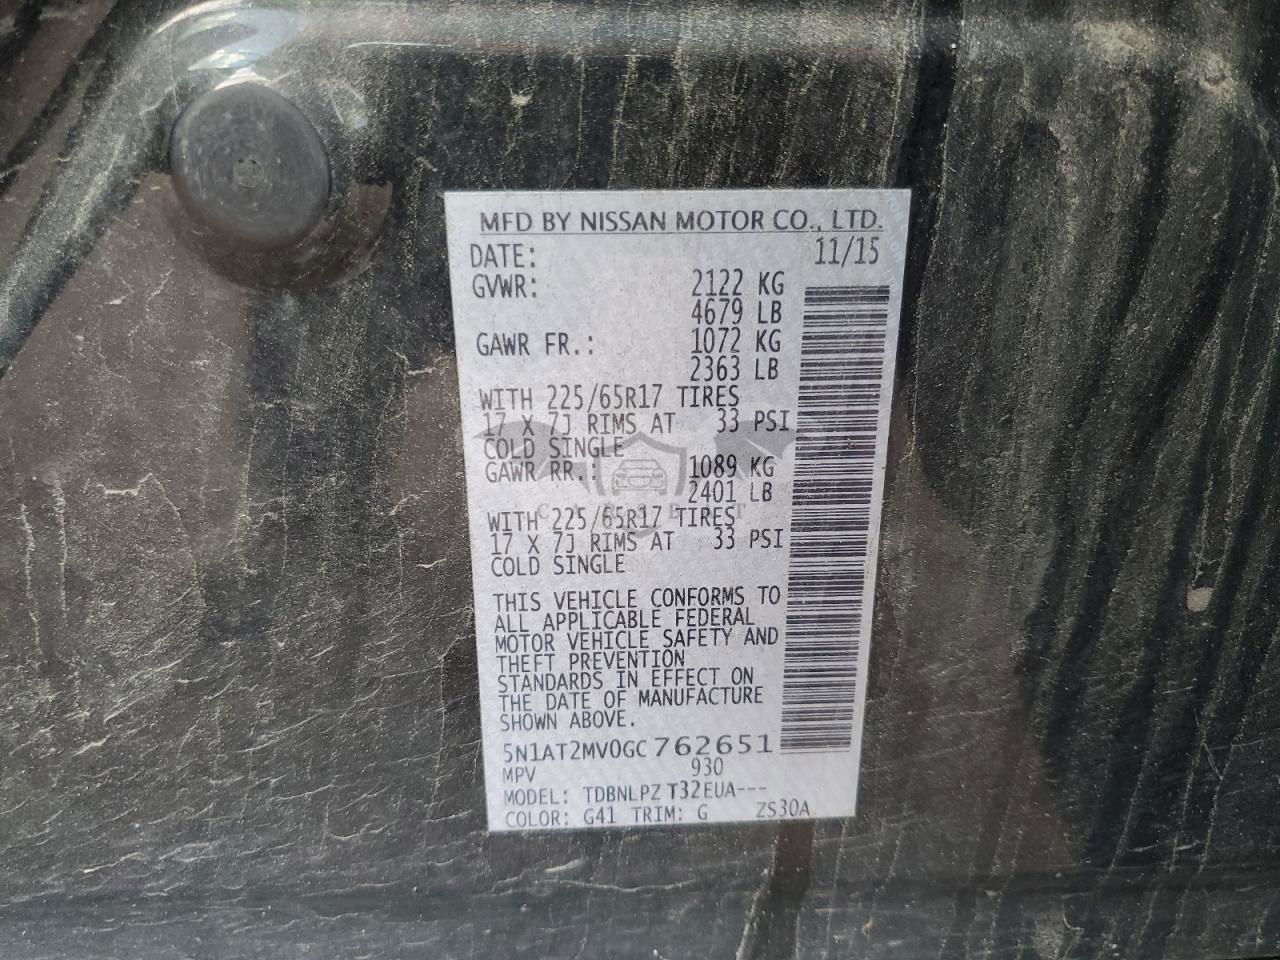 MFD BY NISSAN MOTOR CO., LTD.
DATE: 11/15
GVWR: 2122 KG
4679 LB
GAWR FR.: 1072 KG
2363 LB
WITH 225/65R17 TIRES
17 X 7J RIMS AT 33 PSI
COLD SINGLE
GAWR RR.: 1089 KG
2401 LB
WITH 225/65R17 TIRES
17 X 7J RIMS AT 33 PSI
COLD SINGLE
THIS VEHICLE CONFORMS TO
ALL APPLICABLE FEDERAL
MOTOR VEHICLE SAFETY AND
THEFT PREVENTION
STANDARDS IN EFFECT ON
THE DATE OF MANUFACTURE
SHOWN ABOVE.
5N1AT2MV0GC762651
MPV 930
MODEL: TDBNLPZ T32EUA---
COLOR: G41 TRIM: G ZS30A